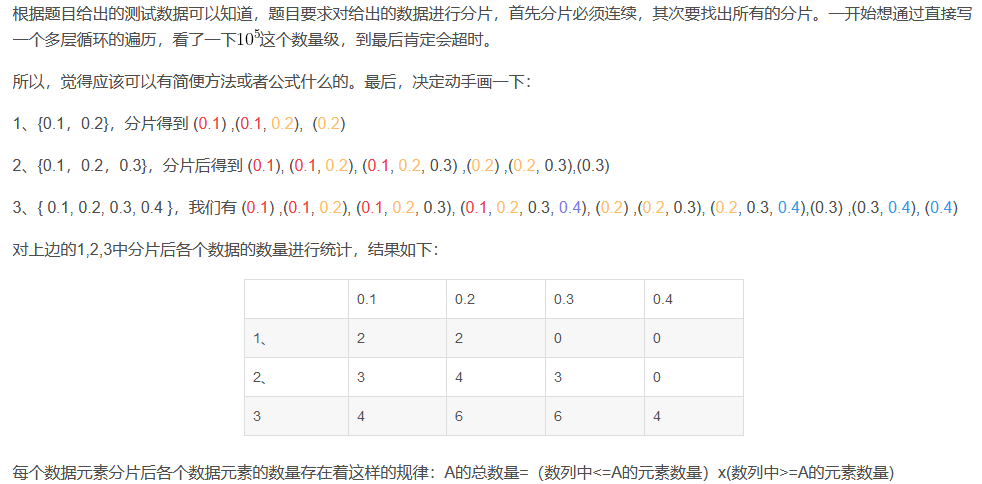 根据题目给出的测试数据可以知道，题目要求对给出的数据进行分片，首先分片必须连续，其次要找出所有的分片。一开始想通过直接写
一个多层循环的遍历，看了一下10^5这个数量级，到最后肯定会超时。
所以，觉得应该可以有简便方法或者公式什么的。最后，决定动手画一下：
1、{0.1，0.2}，分片得到 (0.1) ,(0.1, 0.2)，(0.2)
2、{0.1，0.2，0.3}，分片后得到 (0.1), (0.1, 0.2), (0.1, 0.2, 0.3) ,(0.2) ,(0.2, 0.3),(0.3)
3、{ 0.1, 0.2, 0.3, 0.4 }，我们有 (0.1) ,(0.1, 0.2), (0.1, 0.2, 0.3), (0.1, 0.2, 0.3, 0.4), (0.2) ,(0.2, 0.3), (0.2, 0.3, 0.4),(0.3) ,(0.3, 0.4), (0.4)
对上边的1,2,3中分片后各个数据的数量进行统计，结果如下：
0.1 0.2 0.3 0.4
1、 2 2 0 0
2、 3 4 3 0
3 4 6 6 4
每个数据元素分片后各个数据元素的数量存在着这样的规律：A的总数量=（数列中<=A的元素数量）x(数列中>=A的元素数量)